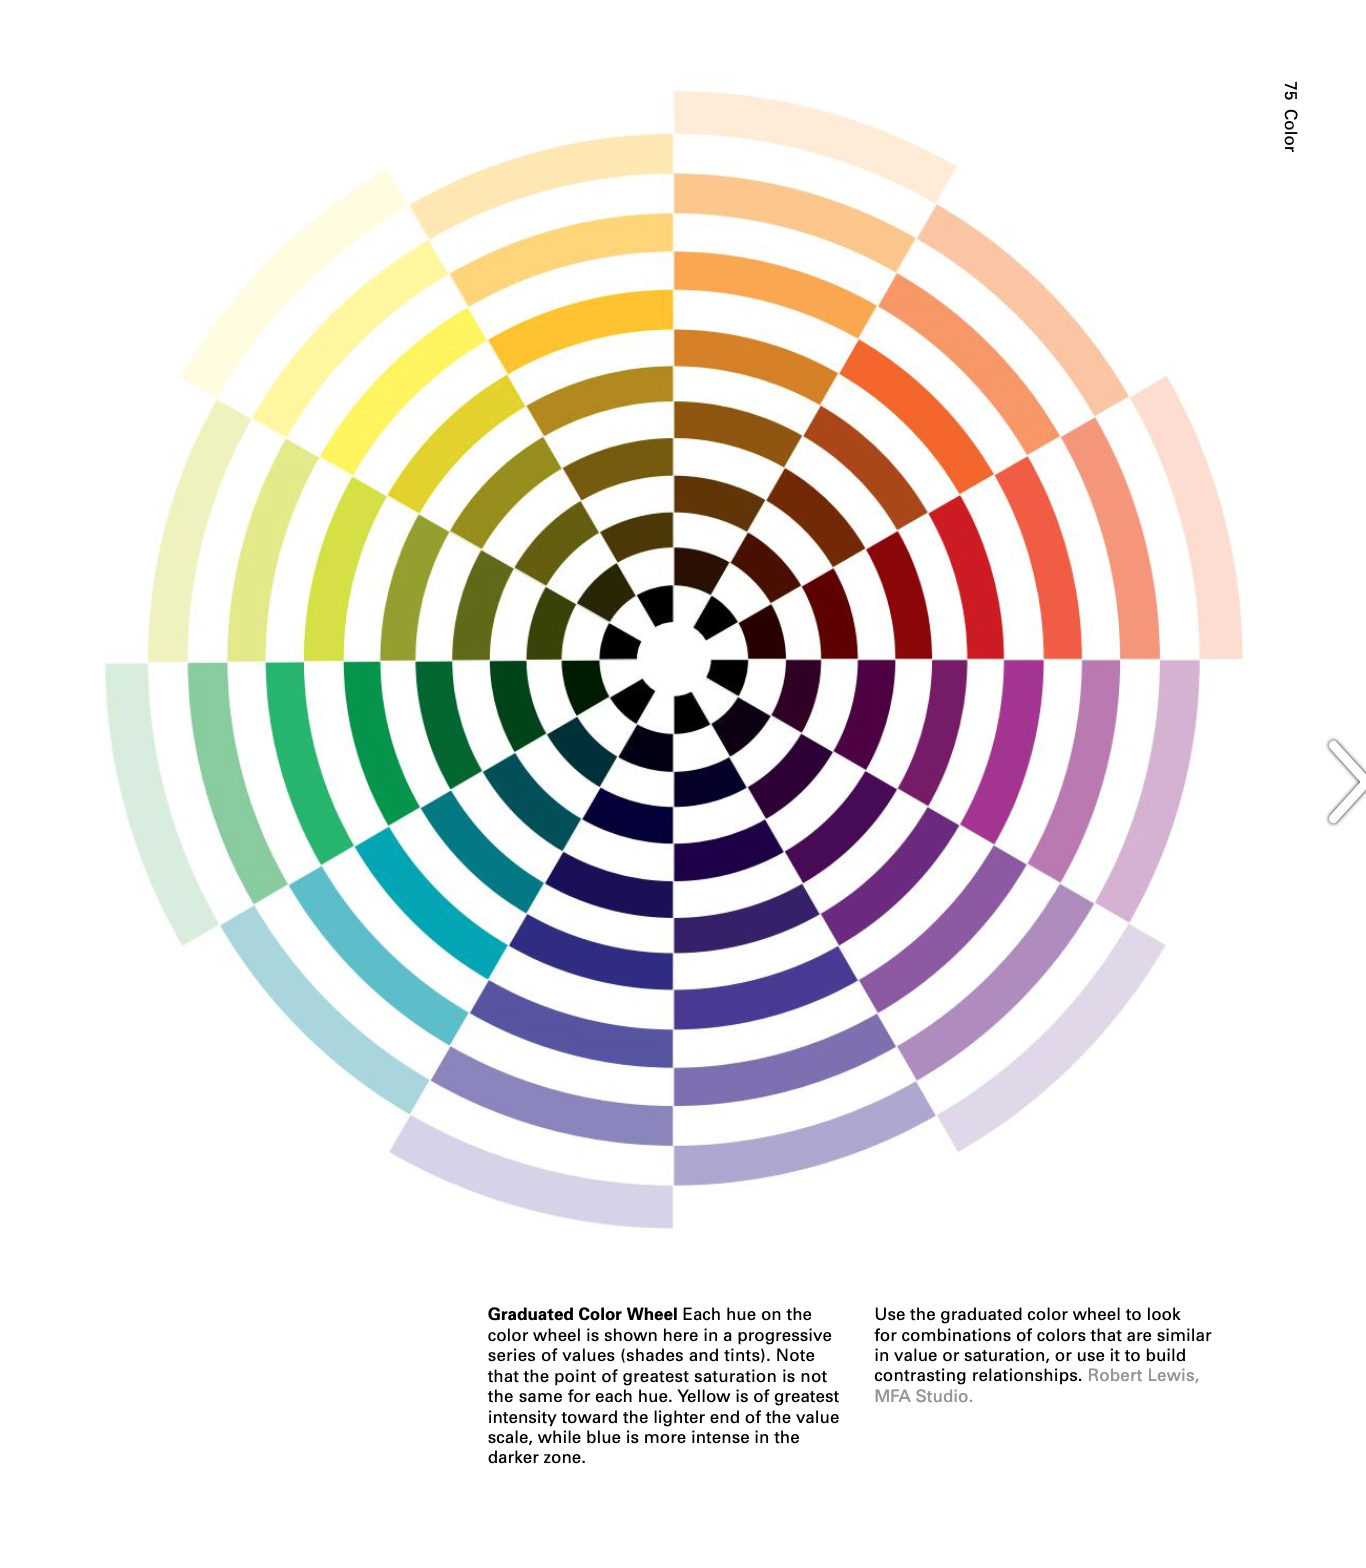 75 Color
Graduated Color Wheel Each hue on the
color wheel is shown here in a progressive
series of values (shades and tints). Note
that the point of greatest saturation is not
the same for each hue. Yellow is of greatest
intensity toward the lighter end of the value
scale, while blue is more intense in the
darker zone.
Use the graduated color wheel to look
for combinations of colors that are similar
in value or saturation, or use it to build
contrasting relationships. Robert Lewis,
MFA Studio.